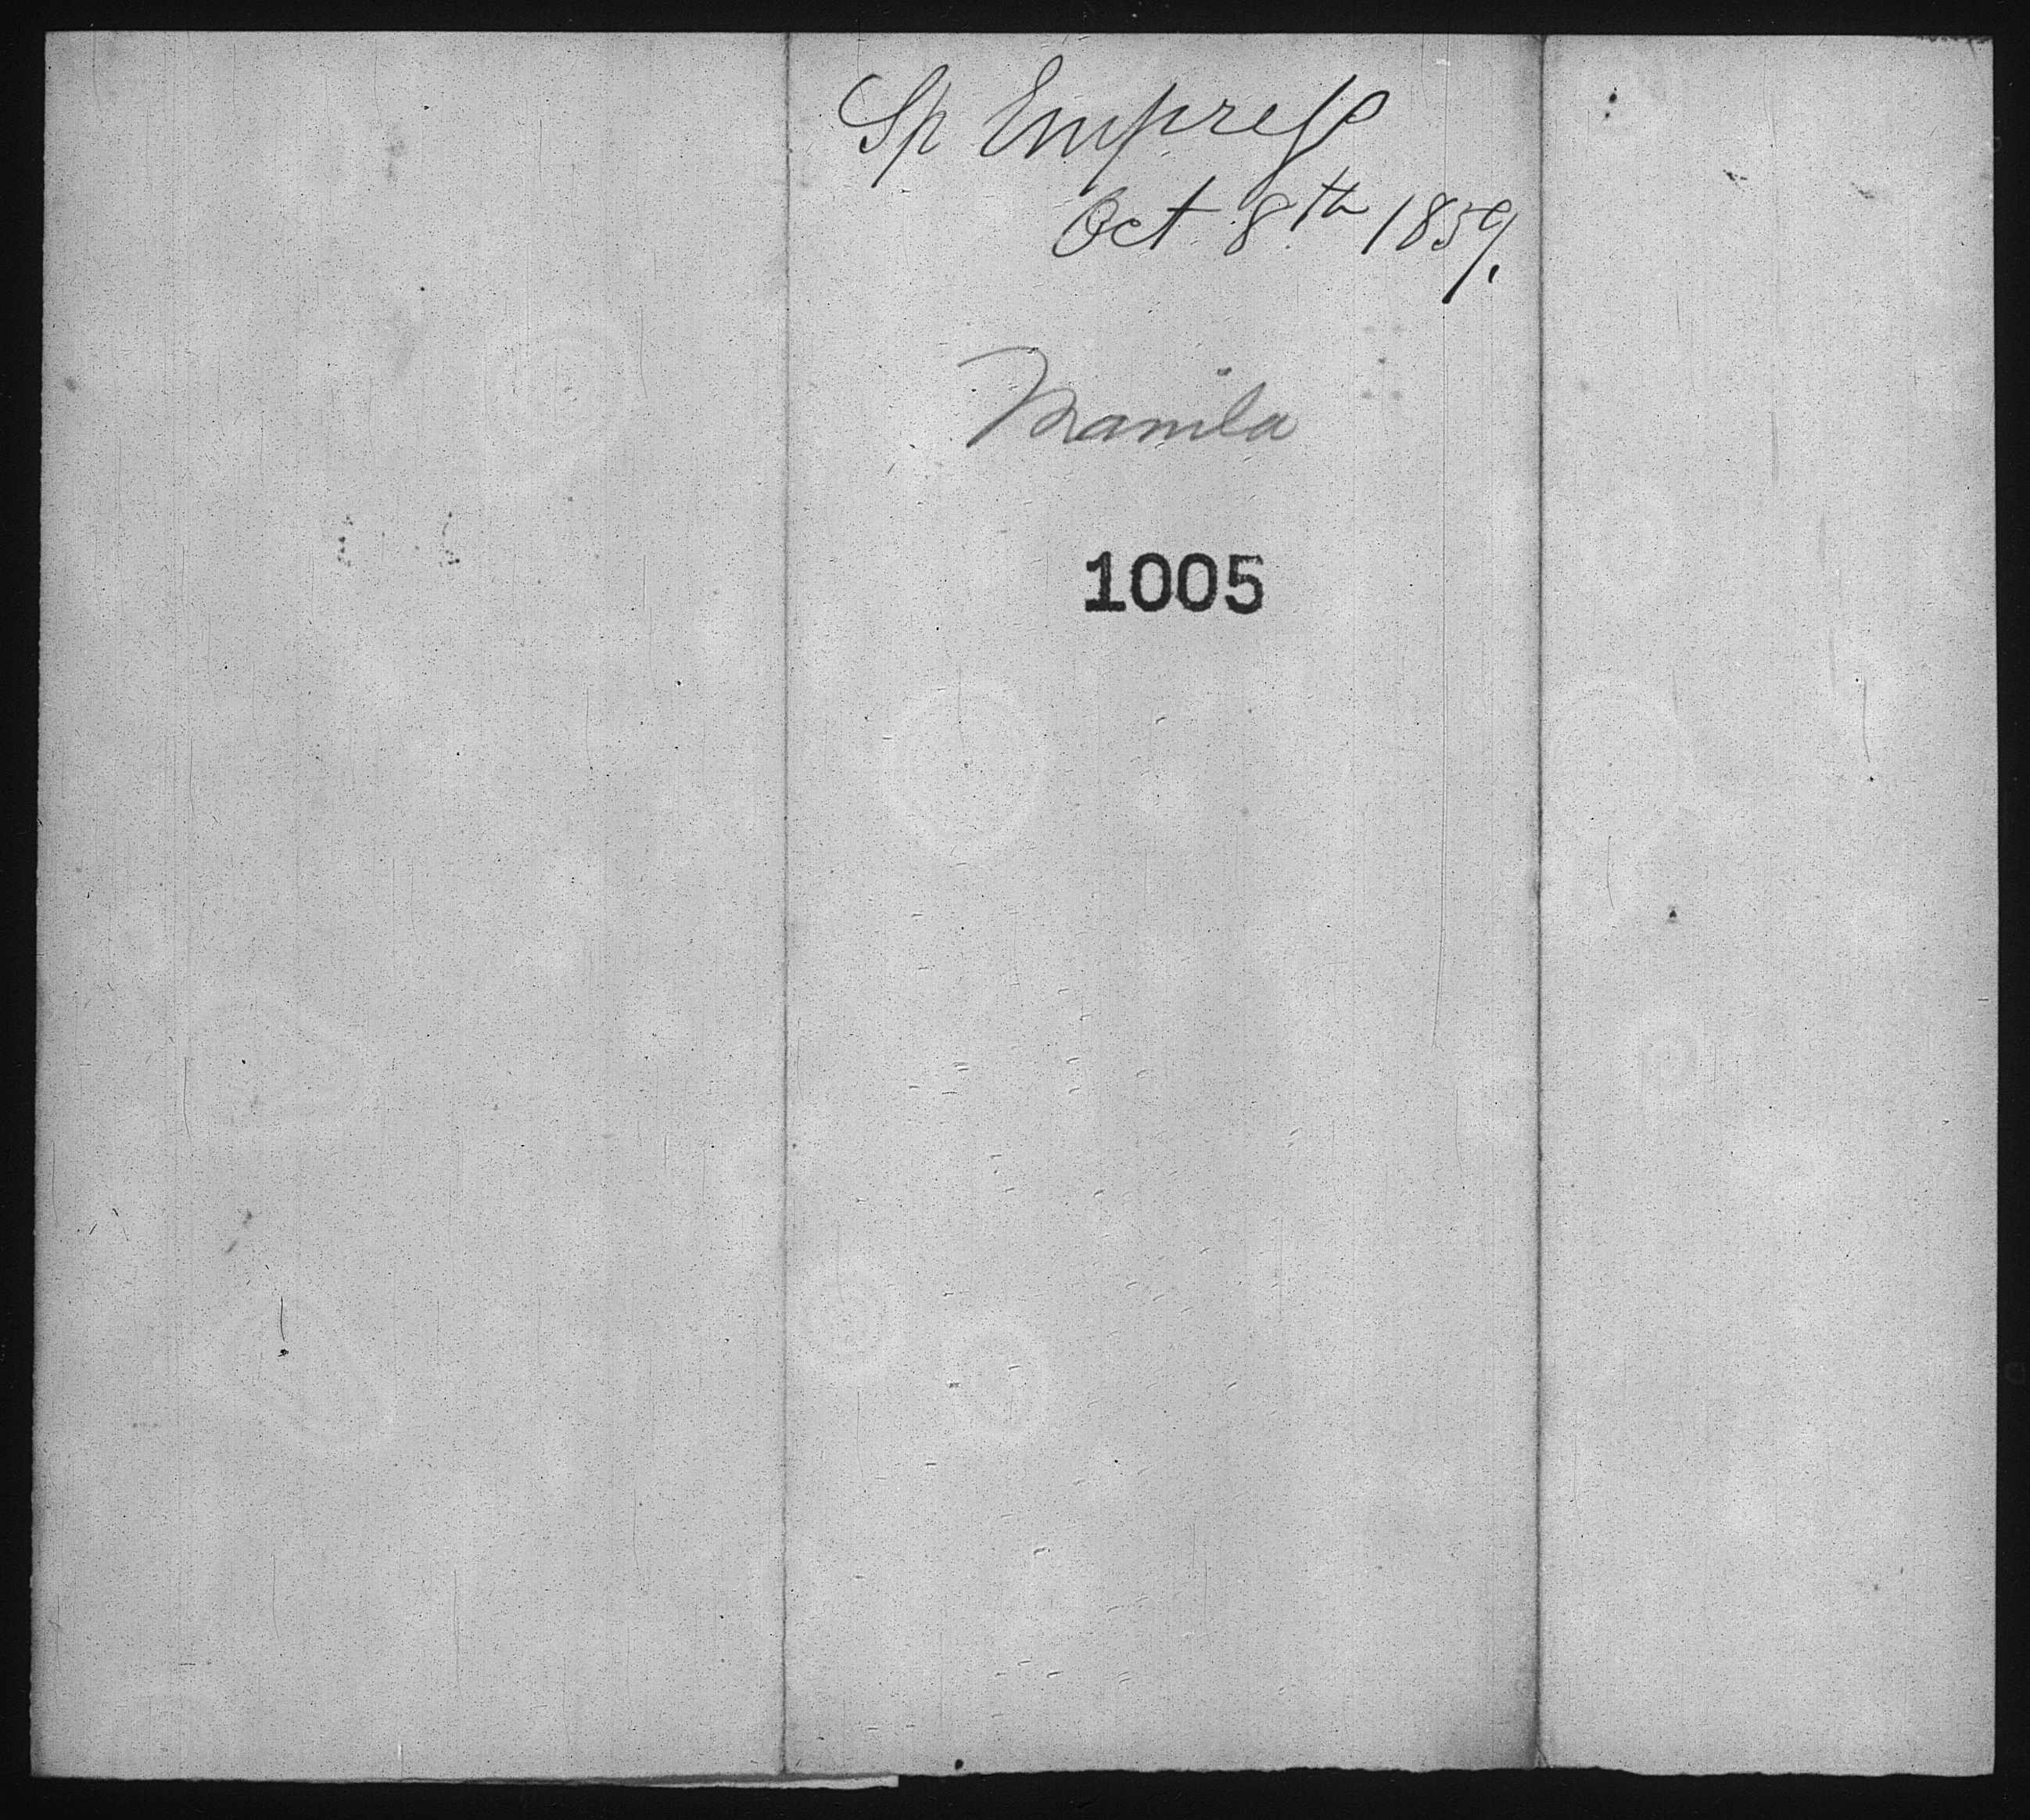 Sp Empress
Oct 8th 1859.
Manila
1005